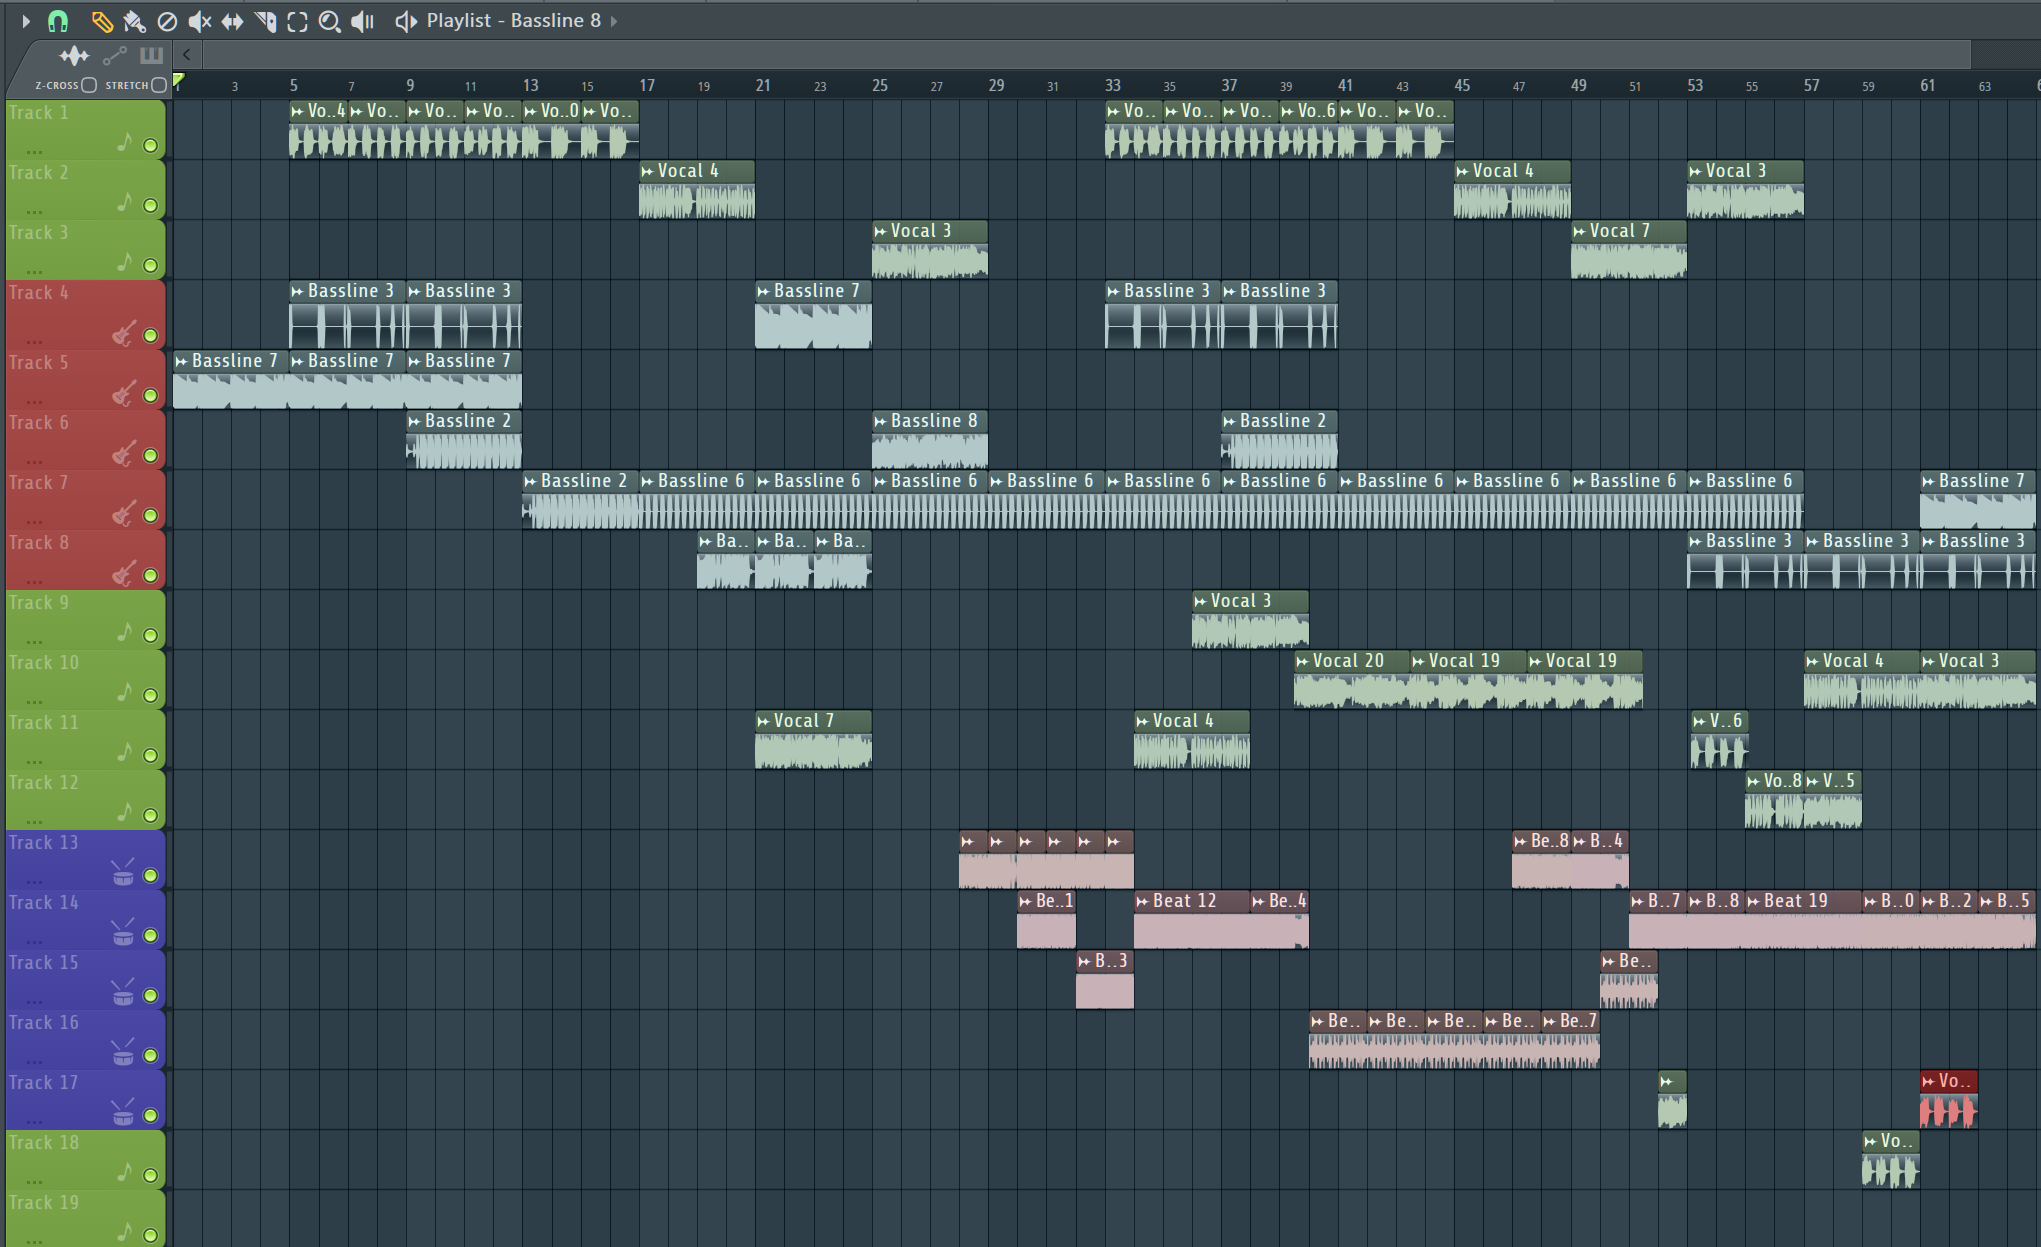 Playlist - Bassline 8
Z-CROSS STRETCH
1 3 5 7 9 11 13 15 17 19 21 23 25 27 29 31 33 35 37 39 41 43 45 47 49 51 53 55 57 59 61 63
Track 1 Vo..4 Vo.. Vo.. Vo.. Vo..0 Vo.. Vo.. Vo.. Vo.. Vo..6 Vo.. Vo..
Track 2 Vocal 4 Vocal 4 Vocal 3
Track 3 Vocal 3 Vocal 7
Track 4 Bassline 3 Bassline 3 Bassline 7 Bassline 3 Bassline 3
Track 5 Bassline 7 Bassline 7 Bassline 7
Track 6 Bassline 2 Bassline 8 Bassline 2
Track 7 Bassline 2 Bassline 6 Bassline 6 Bassline 6 Bassline 6 Bassline 6 Bassline 6 Bassline 6 Bassline 6 Bassline 6 Bassline 6 Bassline 7
Track 8 Ba.. Ba.. Ba.. Bassline 3 Bassline 3 Bassline 3
Track 9 Vocal 3
Track 10 Vocal 20 Vocal 19 Vocal 19 Vocal 4 Vocal 3
Track 11 Vocal 7 Vocal 4 V..6
Track 12 Vo..8 V..5
Track 13 Be..8 B..4
Track 14 Be..1 Beat 12 Be..4 B..7 B..8 Beat 19 B..0 B..2 B..5
Track 15 B..3 Be..
Track 16 Be.. Be.. Be.. Be.. Be..7
Track 17 Vo..
Track 18 Vo..
Track 19